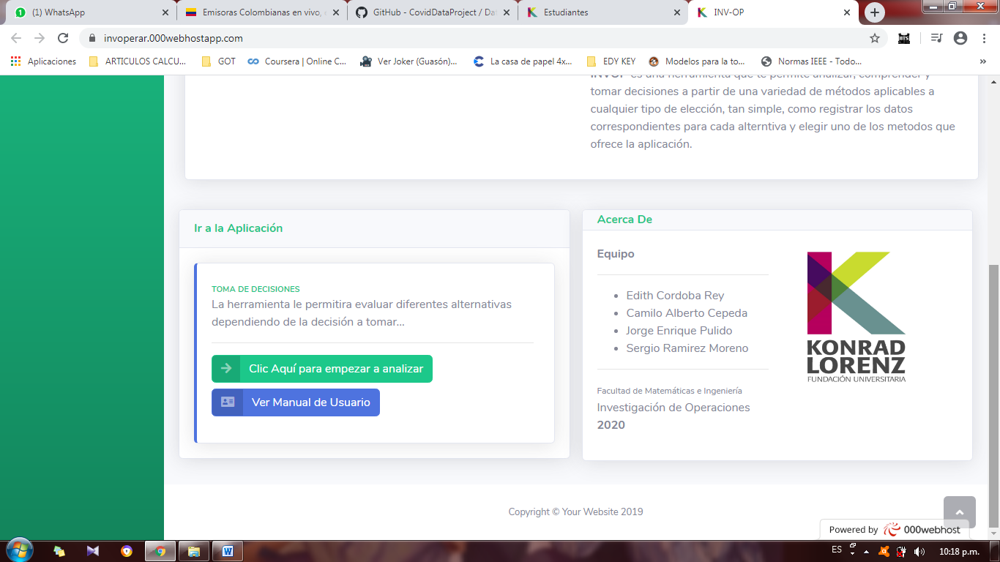 (1) WhatsApp
Emisoras Colombianas en vivo,
GitHub - CovidDataProject / Da
Estudiantes
INV-OP
invoperar.000webhostapp.com
BTS
Aplicaciones
ARTICULOS CALCU...
GOT
Coursera | Online C...
Ver Joker (Guasón)...
La casa de papel 4x...
EDY KEY
Modelos para la to...
Normas IEEE - Todo...
»
INVOP es una herramienta que te permite analizar, comprender y
tomar decisiones a partir de una variedad de métodos aplicables a
cualquier tipo de elección, tan simple, como registrar los datos
correspondientes para cada alterntiva y elegir uno de los metodos que
ofrece la aplicación.
Ir a la Aplicación
TOMA DE DECISIONES
La herramienta le permitira evaluar diferentes alternativas
dependiendo de la decisión a tomar...
Clic Aquí para empezar a analizar
Ver Manual de Usuario
Acerca De
Equipo
Edith Cordoba Rey
Camilo Alberto Cepeda
Jorge Enrique Pulido
Sergio Ramirez Moreno
Facultad de Matemáticas e Ingeniería
Investigación de Operaciones
2020
KONRAD
LORENZ
FUNDACIÓN UNIVERSITARIA
Copyright © Your Website 2019
Powered by 000webhost
ES
10:18 p.m.